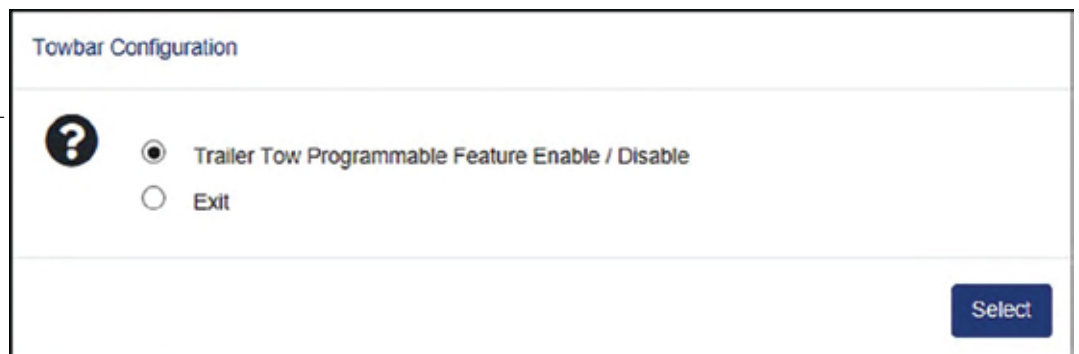 Towbar Configuration
Trailer Tow Programmable Feature Enable / Disable
Exit
Select